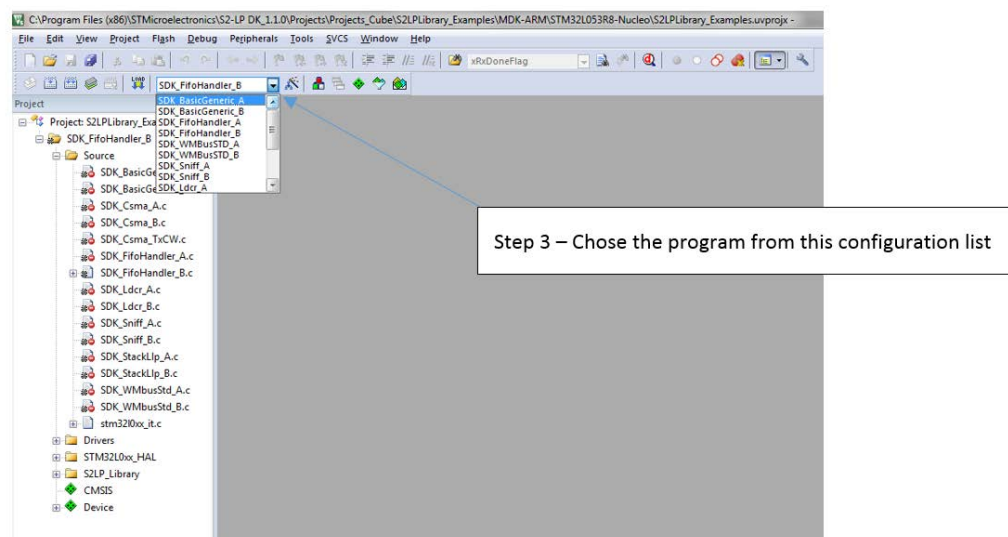 C:\Program Files (x86)\STMicroelectronics\S2-LP DK_1.1.0\Projects\Projects_Cube\S2LPLibrary_Examples\MDK-ARM\STM32L053R8-Nucleo\S2LPLibrary_Examples.uvprojx -
File Edit View Project Flash Debug Peripherals Tools SVCS Window Help
xRxDoneFlag
LOAD SDK_FifoHandler_B
Project
SDK_BasicGeneric_A
SDK_BasicGeneric_B
SDK_FifoHandler_A
SDK_FifoHandler_B
SDK_WMBusSTD_A
SDK_WMBusSTD_B
SDK_Sniff_A
SDK_Sniff_B
SDK_Ldcr_A
Project: S2LPLibrary_Exa
SDK_FifoHandler_B
Source
SDK_BasicGe
SDK_BasicGe
SDK_Csma_A.c
SDK_Csma_B.c
SDK_Csma_TxCW.c
SDK_FifoHandler_A.c
SDK_FifoHandler_B.c
SDK_Ldcr_A.c
SDK_Ldcr_B.c
SDK_Sniff_A.c
SDK_Sniff_B.c
SDK_StackLlp_A.c
SDK_StackLlp_B.c
SDK_WMbusStd_A.c
SDK_WMbusStd_B.c
stm32l0xx_it.c
Drivers
STM32L0xx_HAL
S2LP_Library
CMSIS
Device
Step 3 – Chose the program from this configuration list